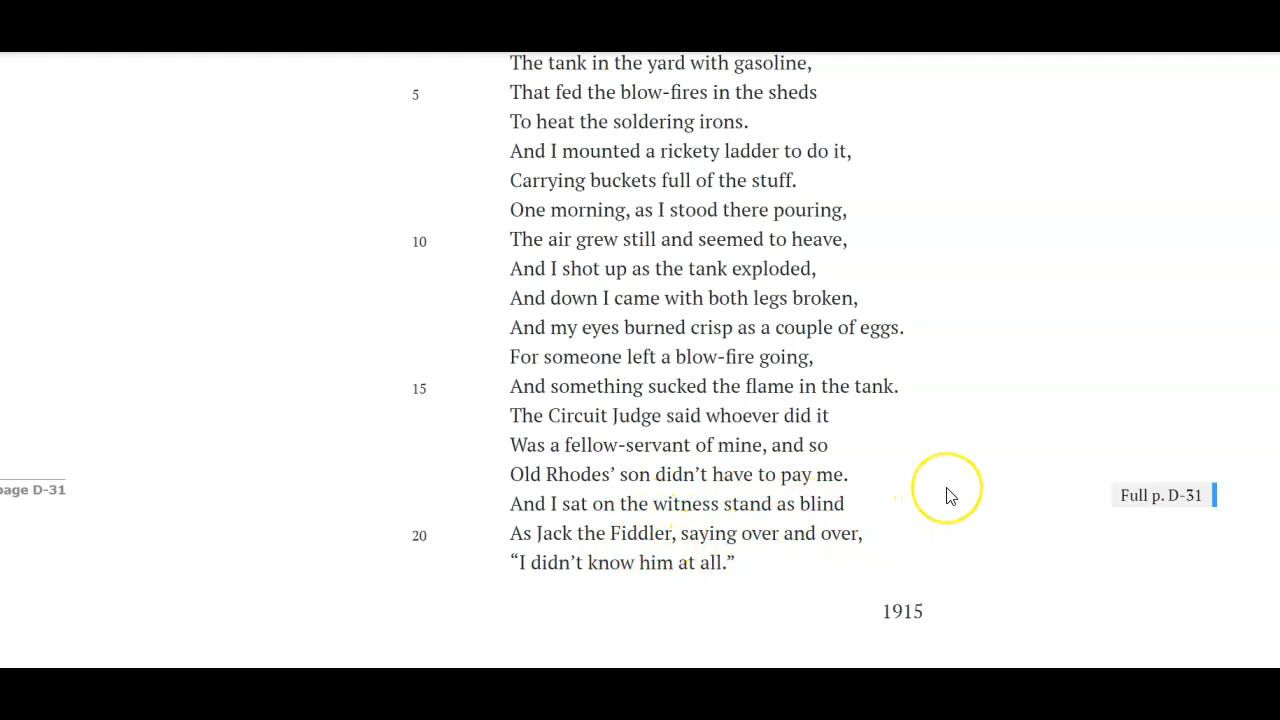 The tank in the yard with gasoline,
5 That fed the blow-fires in the sheds
To heat the soldering irons.
And I mounted a rickety ladder to do it,
Carrying buckets full of the stuff.
One morning, as I stood there pouring,
10 The air grew still and seemed to heave,
And I shot up as the tank exploded,
And down I came with both legs broken,
And my eyes burned crisp as a couple of eggs.
For someone left a blow-fire going,
15 And something sucked the flame in the tank.
The Circuit Judge said whoever did it
Was a fellow-servant of mine, and so
Old Rhodes’ son didn’t have to pay me.
page D-31
Full p. D-31
And I sat on the witness stand as blind
20 As Jack the Fiddler, saying over and over,
“I didn’t know him at all.”
1915